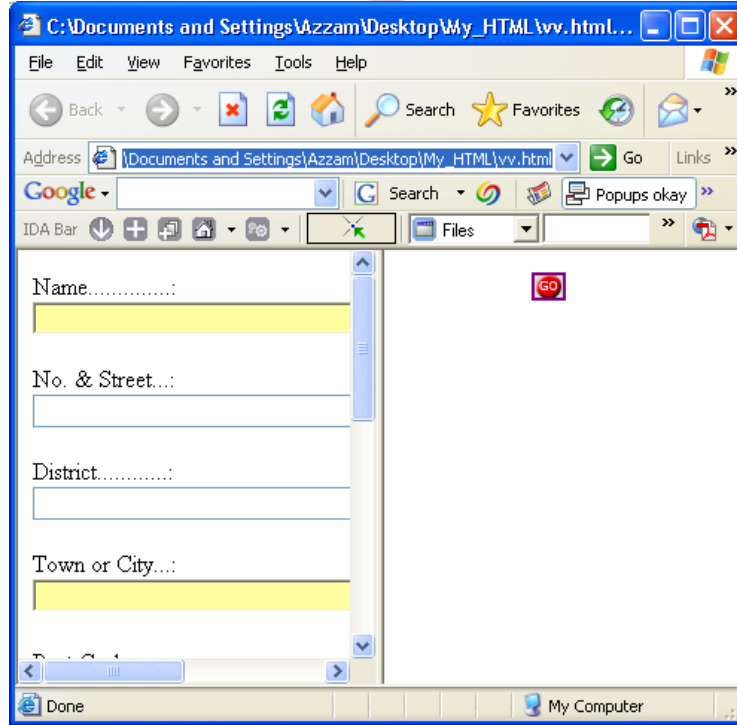 C:\Documents and Settings\Azzam\Desktop\My_HTML\vv.html...
File Edit View Favorites Tools Help
Back Search Favorites »
Address \Documents and Settings\Azzam\Desktop\My_HTML\vv.html Go Links »
Google G Search Popups okay »
IDA Bar Files »
Name..............:
GO
No. & Street...:
District............:
Town or City...:
Done My Computer